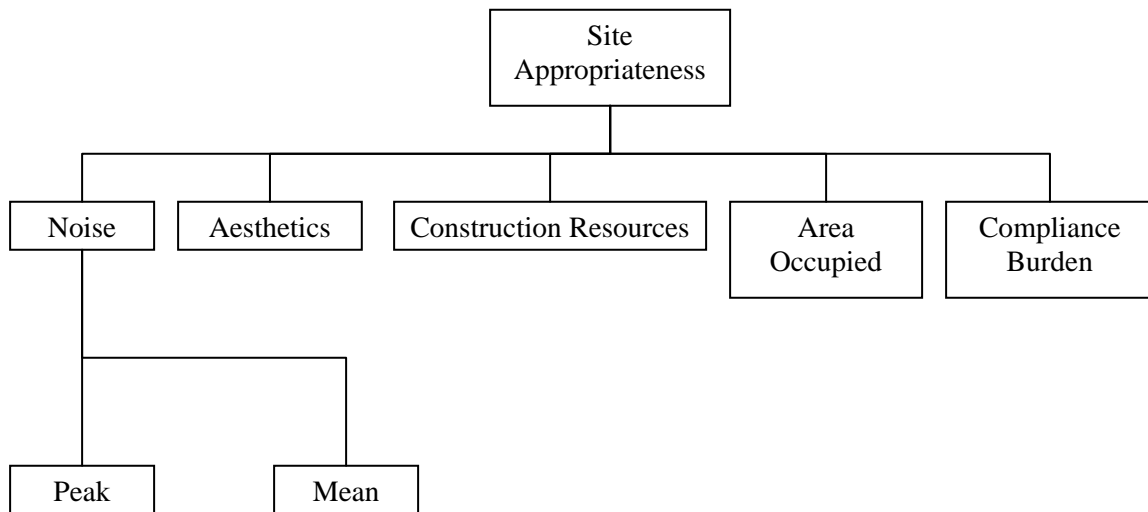 Site
Appropriateness
Noise
Aesthetics
Construction Resources
Area
Occupied
Compliance
Burden
Peak
Mean